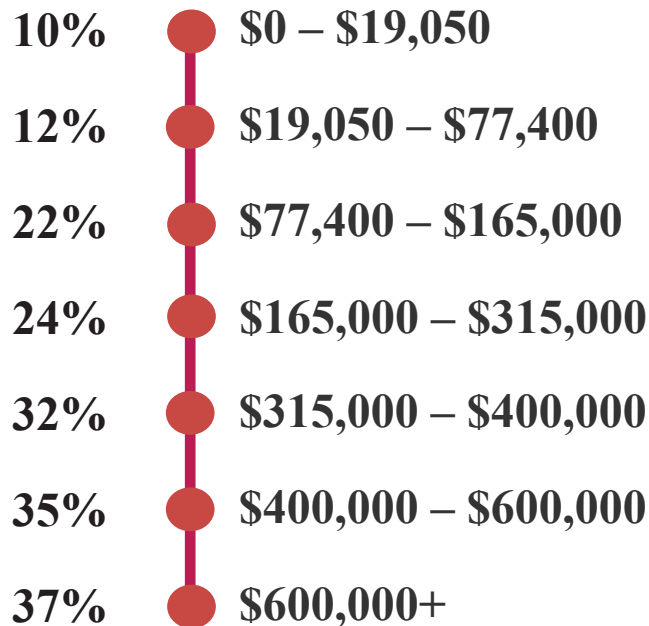 10% $0 – $19,050
12% $19,050 – $77,400
22% $77,400 – $165,000
24% $165,000 – $315,000
32% $315,000 – $400,000
35% $400,000 – $600,000
37% $600,000+